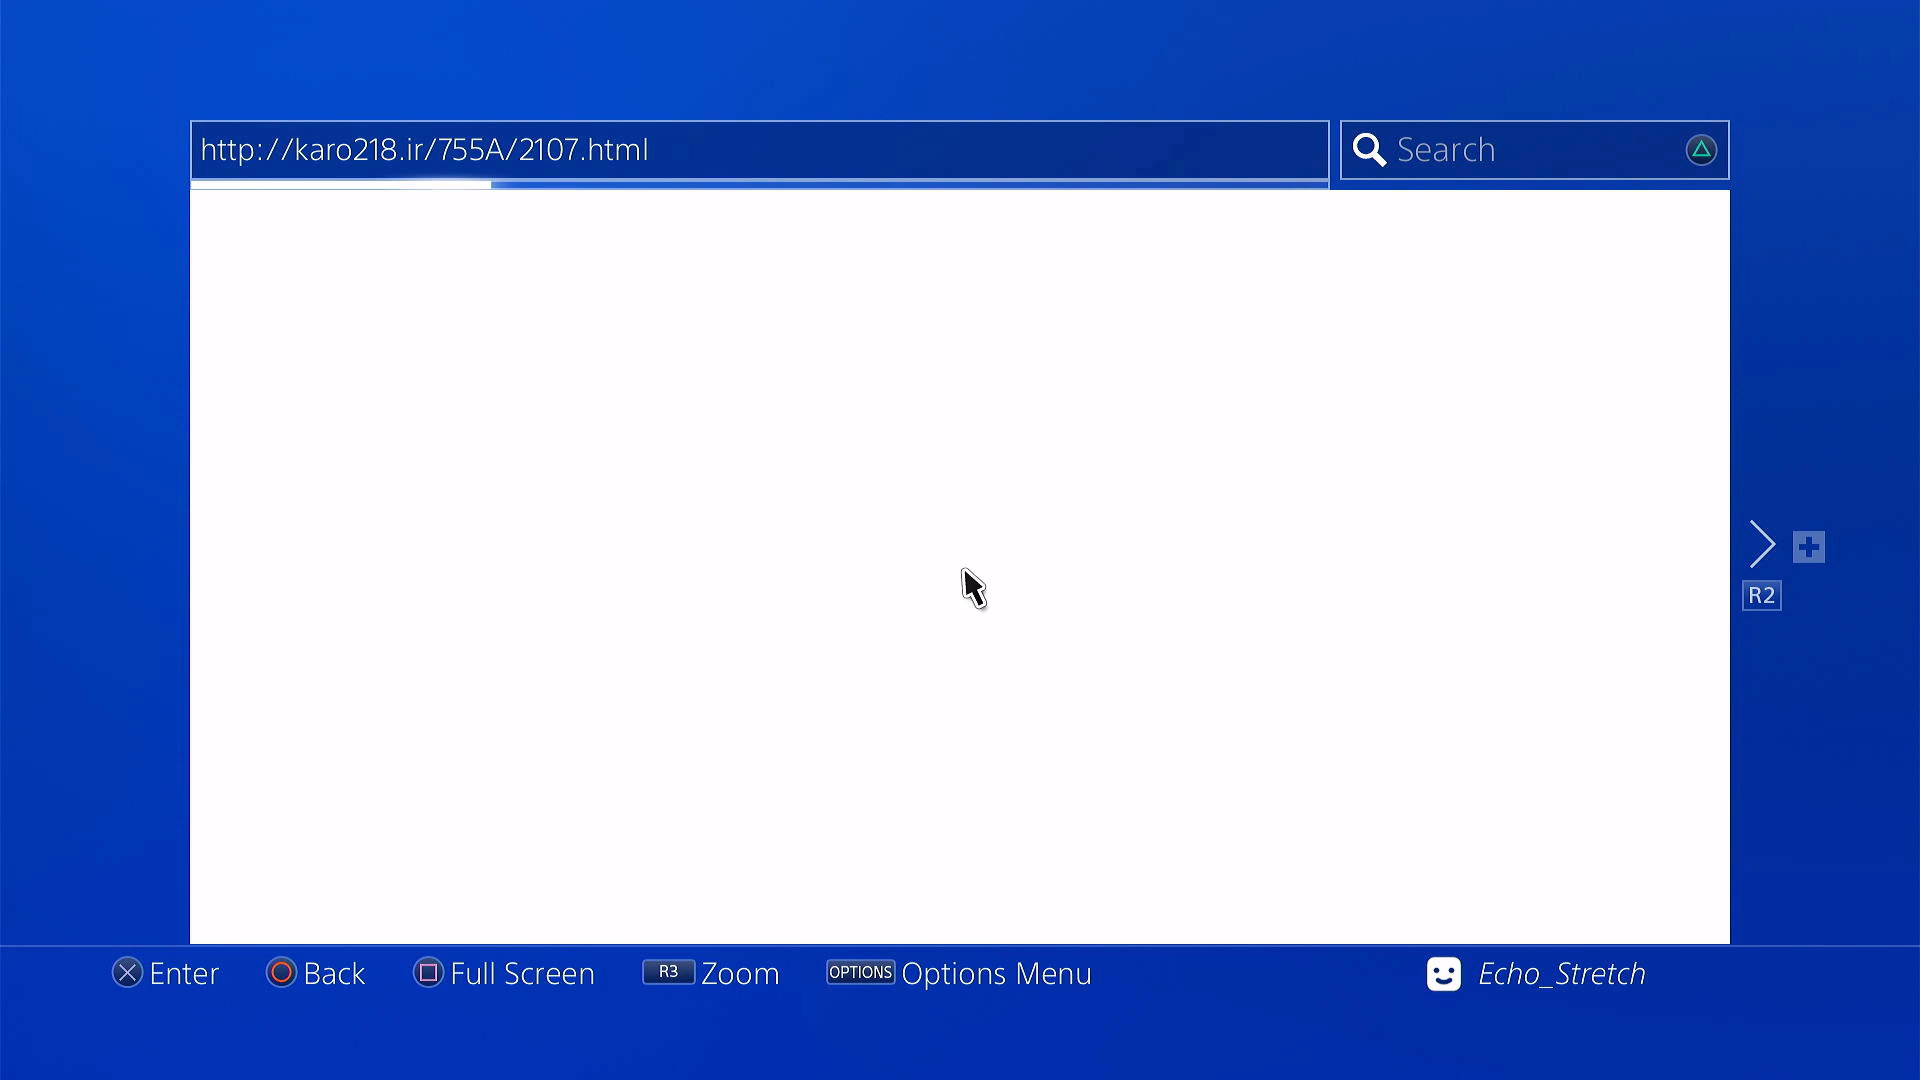 http://karo218.ir/755A/2107.html
Search
R2
Enter Back Full Screen R3 Zoom OPTIONS Options Menu Echo_Stretch